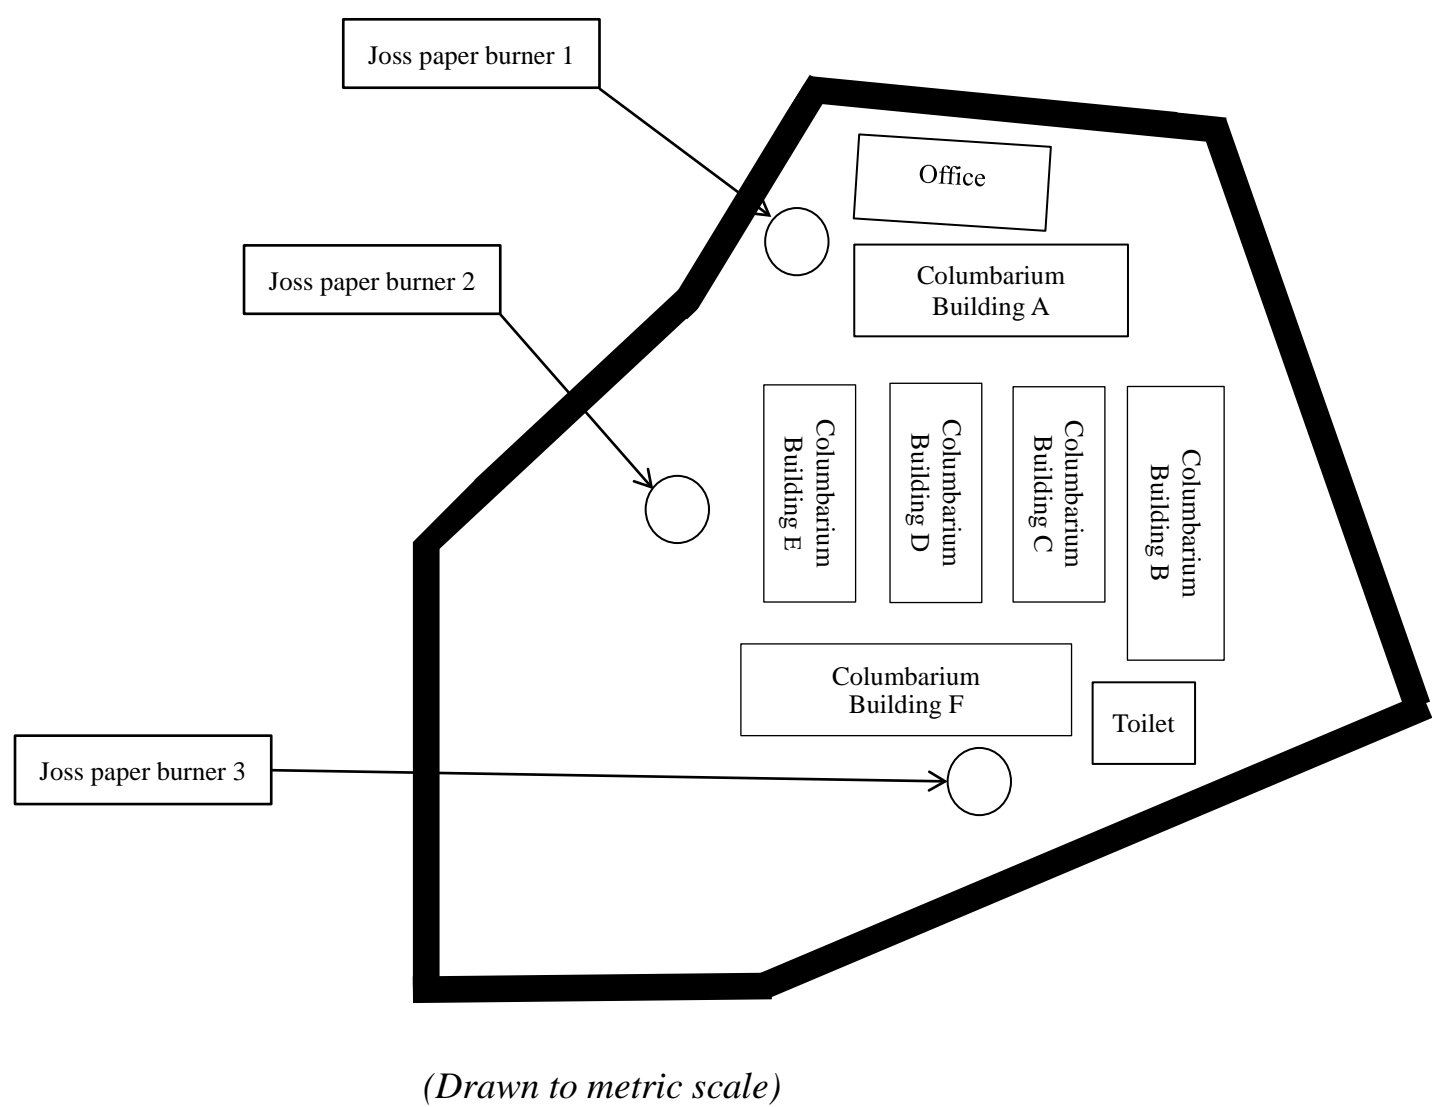 Joss paper burner 1
Office
Joss paper burner 2
Columbarium
Building A
Columbarium
Building E
Columbarium
Building D
Columbarium
Building C
Columbarium
Building B
Columbarium
Building F
Toilet
Joss paper burner 3
(Drawn to metric scale)